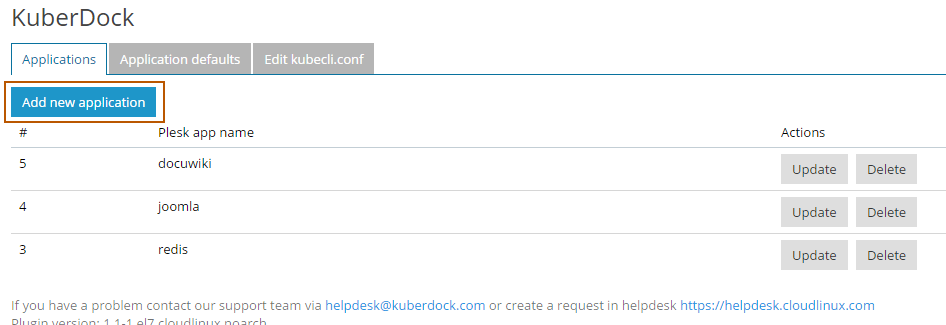 KuberDock
Applications Application defaults Edit kubecli.conf
Add new application
# Plesk app name Actions
5 docuwiki Update Delete
4 joomla Update Delete
3 redis Update Delete
If you have a problem contact our support team via helpdesk@kuberdock.com or create a request in helpdesk https://helpdesk.cloudlinux.com
Plugin version: 1.1-1.el7.cloudlinux.noarch